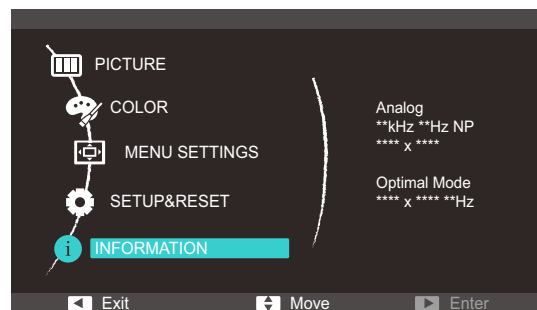 PICTURE
COLOR
MENU SETTINGS
SETUP&RESET
i INFORMATION
Analog
**kHz **Hz NP
**** x ****
Optimal Mode
**** x **** **Hz
Exit
Move
Enter